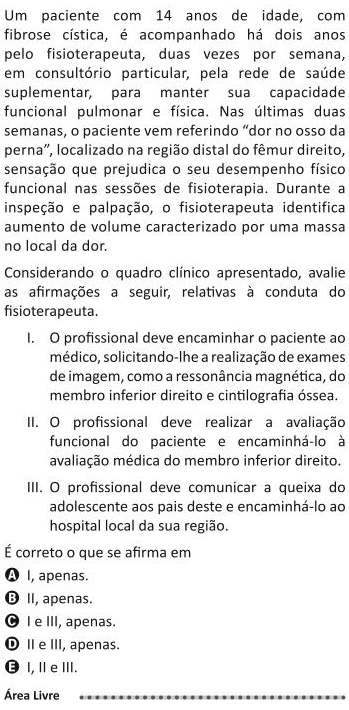 Um paciente com 14 anos de idade, com
fibrose cística, é acompanhado há dois anos
pelo fisioterapeuta, duas vezes por semana,
em consultório particular, pela rede de saúde
suplementar, para manter sua capacidade
funcional pulmonar e física. Nas últimas duas
semanas, o paciente vem referindo “dor no osso da
perna”, localizado na região distal do fêmur direito,
sensação que prejudica o seu desempenho físico
funcional nas sessões de fisioterapia. Durante a
inspeção e palpação, o fisioterapeuta identifica
aumento de volume caracterizado por uma massa
no local da dor.
Considerando o quadro clínico apresentado, avalie
as afirmações a seguir, relativas à conduta do
fisioterapeuta.
I. O profissional deve encaminhar o paciente ao
médico, solicitando-lhe a realização de exames
de imagem, como a ressonância magnética, do
membro inferior direito e cintilografia óssea.
II. O profissional deve realizar a avaliação
funcional do paciente e encaminhá-lo à
avaliação médica do membro inferior direito.
III. O profissional deve comunicar a queixa do
adolescente aos pais deste e encaminhá-lo ao
hospital local da sua região.
É correto o que se afirma em
A I, apenas.
B II, apenas.
C I e III, apenas.
D II e III, apenas.
E I, II e III.
Área Livre